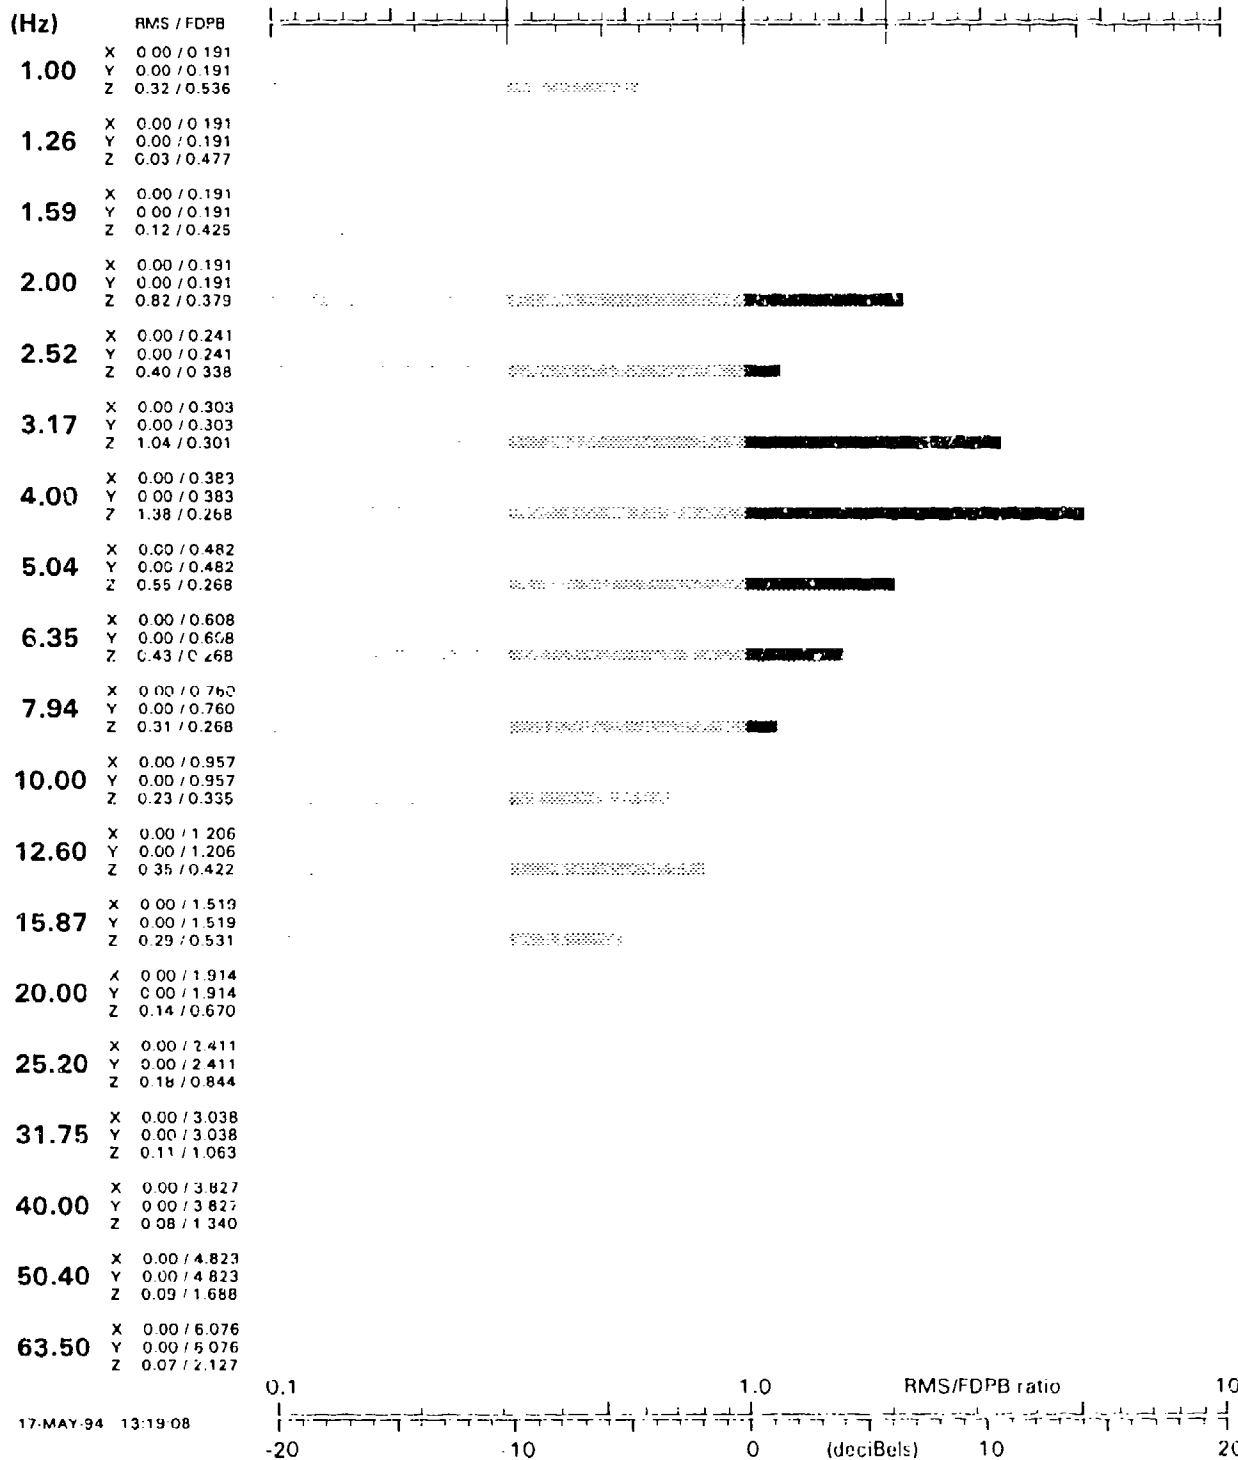 (Hz) RMS / FDPB
X 0.00 / 0.191
1.00 Y 0.00 / 0.191
Z 0.32 / 0.536
X 0.00 / 0.191
1.26 Y 0.00 / 0.191
Z 0.03 / 0.477
X 0.00 / 0.191
1.59 Y 0.00 / 0.191
Z 0.12 / 0.425
X 0.00 / 0.191
2.00 Y 0.00 / 0.191
Z 0.82 / 0.379
X 0.00 / 0.241
2.52 Y 0.00 / 0.241
Z 0.40 / 0.338
X 0.00 / 0.303
3.17 Y 0.00 / 0.303
Z 1.04 / 0.301
X 0.00 / 0.383
4.00 Y 0.00 / 0.383
Z 1.38 / 0.268
X 0.00 / 0.482
5.04 Y 0.00 / 0.482
Z 0.55 / 0.268
X 0.00 / 0.608
6.35 Y 0.00 / 0.608
Z 0.43 / 0.268
X 0.00 / 0.760
7.94 Y 0.00 / 0.760
Z 0.31 / 0.268
X 0.00 / 0.957
10.00 Y 0.00 / 0.957
Z 0.23 / 0.335
X 0.00 / 1.206
12.60 Y 0.00 / 1.206
Z 0.35 / 0.422
X 0.00 / 1.519
15.87 Y 0.00 / 1.519
Z 0.29 / 0.531
X 0.00 / 1.914
20.00 Y 0.00 / 1.914
Z 0.14 / 0.670
X 0.00 / 2.411
25.20 Y 0.00 / 2.411
Z 0.18 / 0.844
X 0.00 / 3.038
31.75 Y 0.00 / 3.038
Z 0.11 / 1.063
X 0.00 / 3.827
40.00 Y 0.00 / 3.827
Z 0.08 / 1.340
X 0.00 / 4.823
50.40 Y 0.00 / 4.823
Z 0.09 / 1.688
X 0.00 / 6.076
63.50 Y 0.00 / 6.076
Z 0.07 / 2.127
0.1 1.0 RMS/FDPB ratio 10
17-MAY-94 13:19:08
-20 -10 0 (deciBels) 10 20